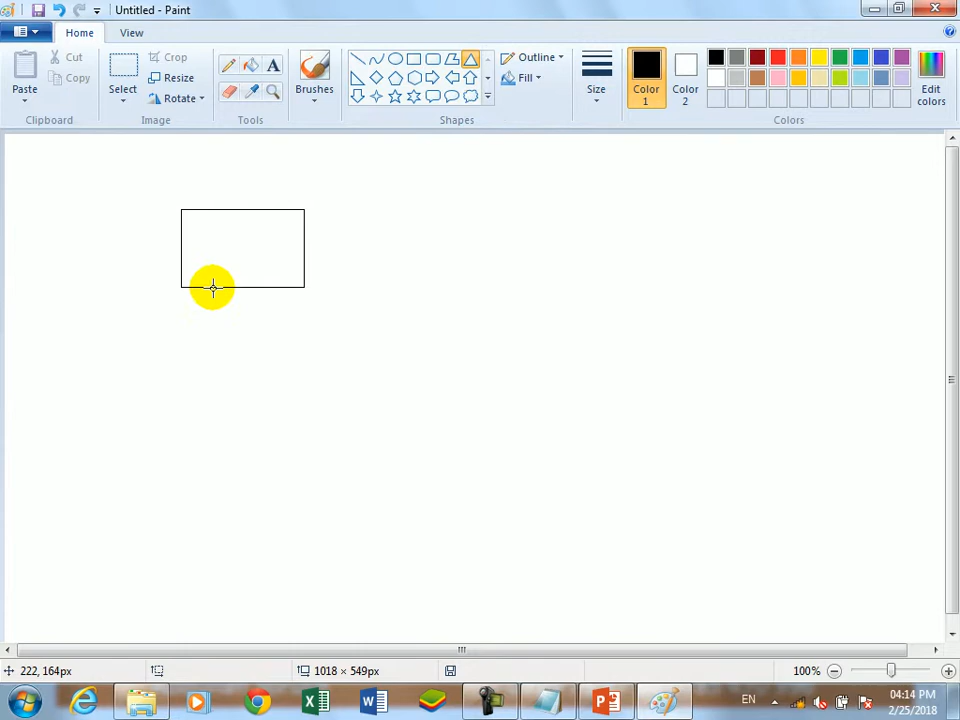 Untitled - Paint
Home
View
Paste
Cut
Copy
Clipboard
Select
Crop
Resize
Rotate
Image
A
Tools
Brushes
Outline
Fill
Shapes
Size
Color 1
Color 2
Edit colors
Colors
222, 164px
1018 × 549px
100%
EN
04:14 PM
2/25/2018